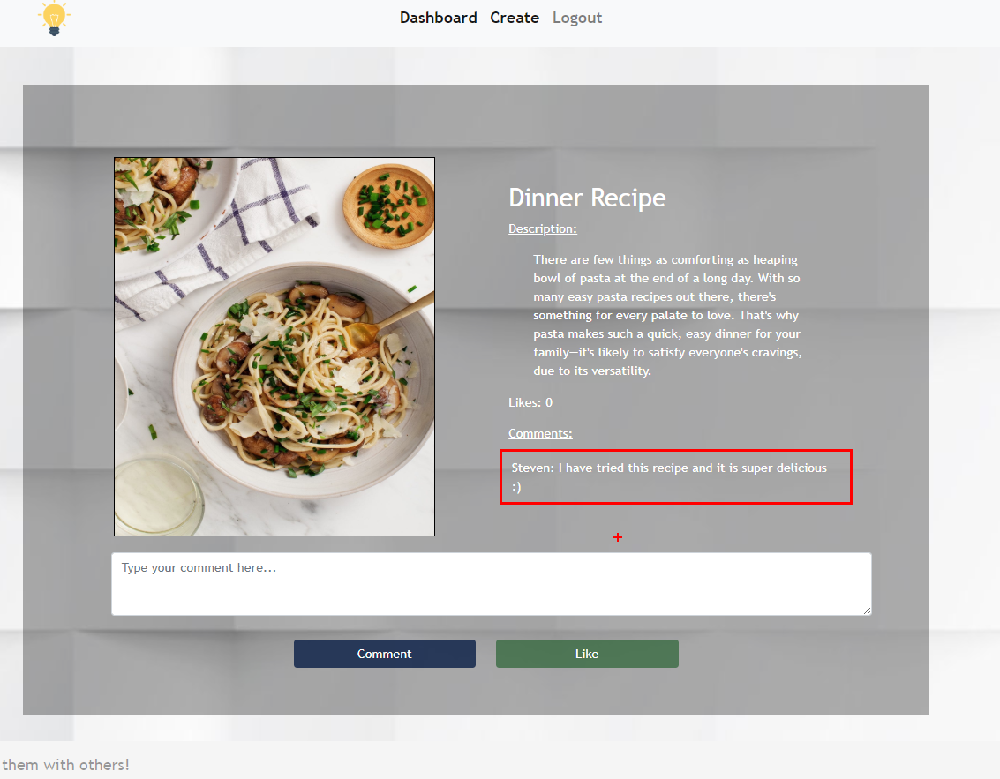 Dashboard Create Logout
Dinner Recipe
Description:
There are few things as comforting as heaping
bowl of pasta at the end of a long day. With so
many easy pasta recipes out there, there's
something for every palate to love. That's why
pasta makes such a quick, easy dinner for your
family—it's likely to satisfy everyone's cravings,
due to its versatility.
Likes: 0
Comments:
Steven: I have tried this recipe and it is super delicious
:)
Type your comment here...
Comment Like
them with others!